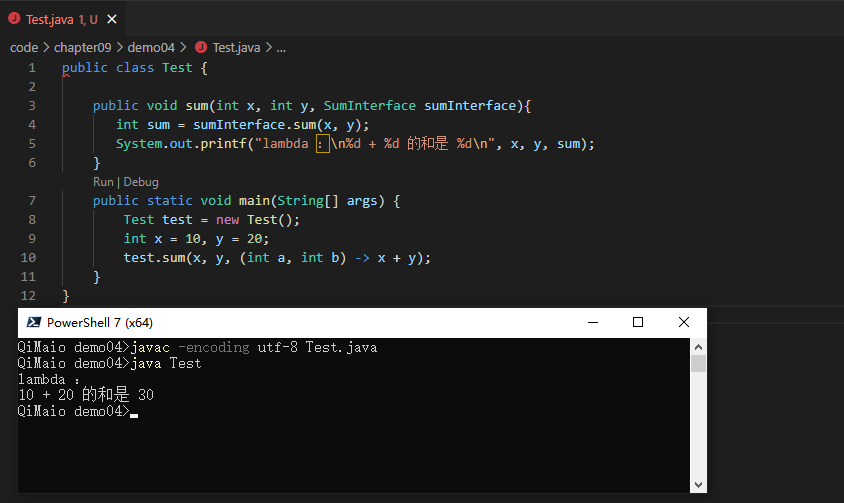 Test.java 1, U
code > chapter09 > demo04 > Test.java > ...
1 public class Test {
2
3 public void sum(int x, int y, SumInterface sumInterface){
4 int sum = sumInterface.sum(x, y);
5 System.out.printf("lambda ：\n%d + %d 的和是 %d\n", x, y, sum);
6 }
Run | Debug
7 public static void main(String[] args) {
8 Test test = new Test();
9 int x = 10, y = 20;
10 test.sum(x, y, (int a, int b) -> x + y);
11 }
12 }
PowerShell 7 (x64)
QiMaio demo04>javac -encoding utf-8 Test.java
QiMaio demo04>java Test
lambda ：
10 + 20 的和是 30
QiMaio demo04>